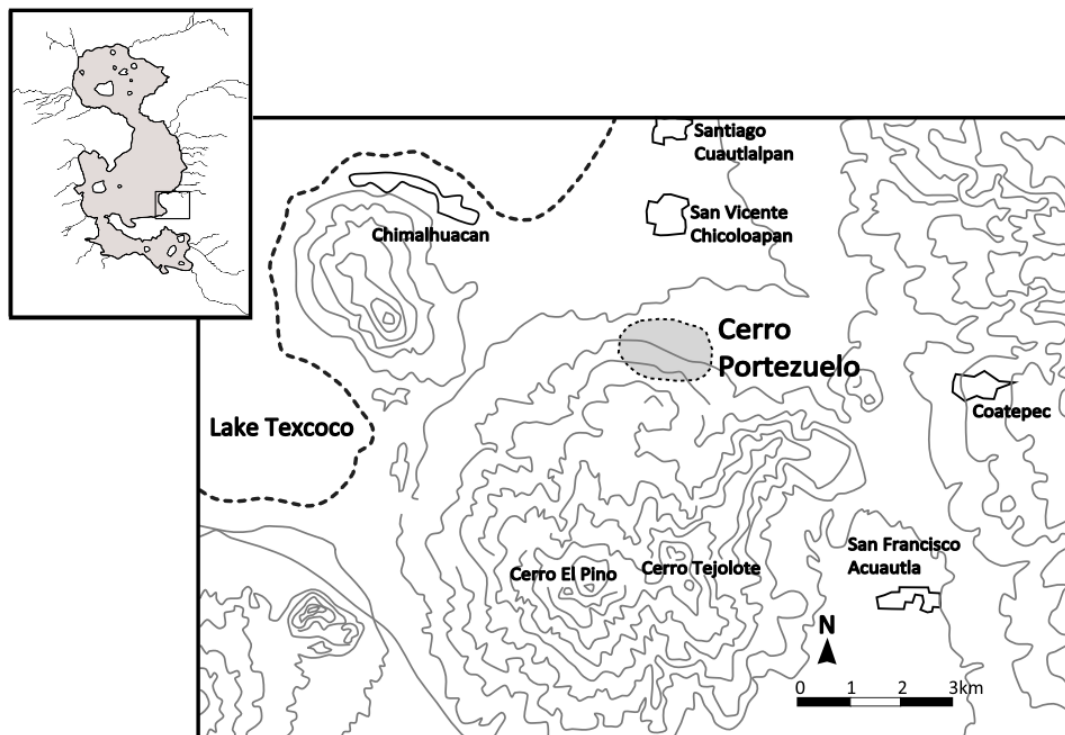 Santiago
Cuautlalpan
San Vicente
Chicoloapan
Chimalhuacan
Cerro
Portezuelo
Lake Texcoco
Coatepec
San Francisco
Acuautla
Cerro El Pino
Cerro Tejolote
N
0 1 2 3km